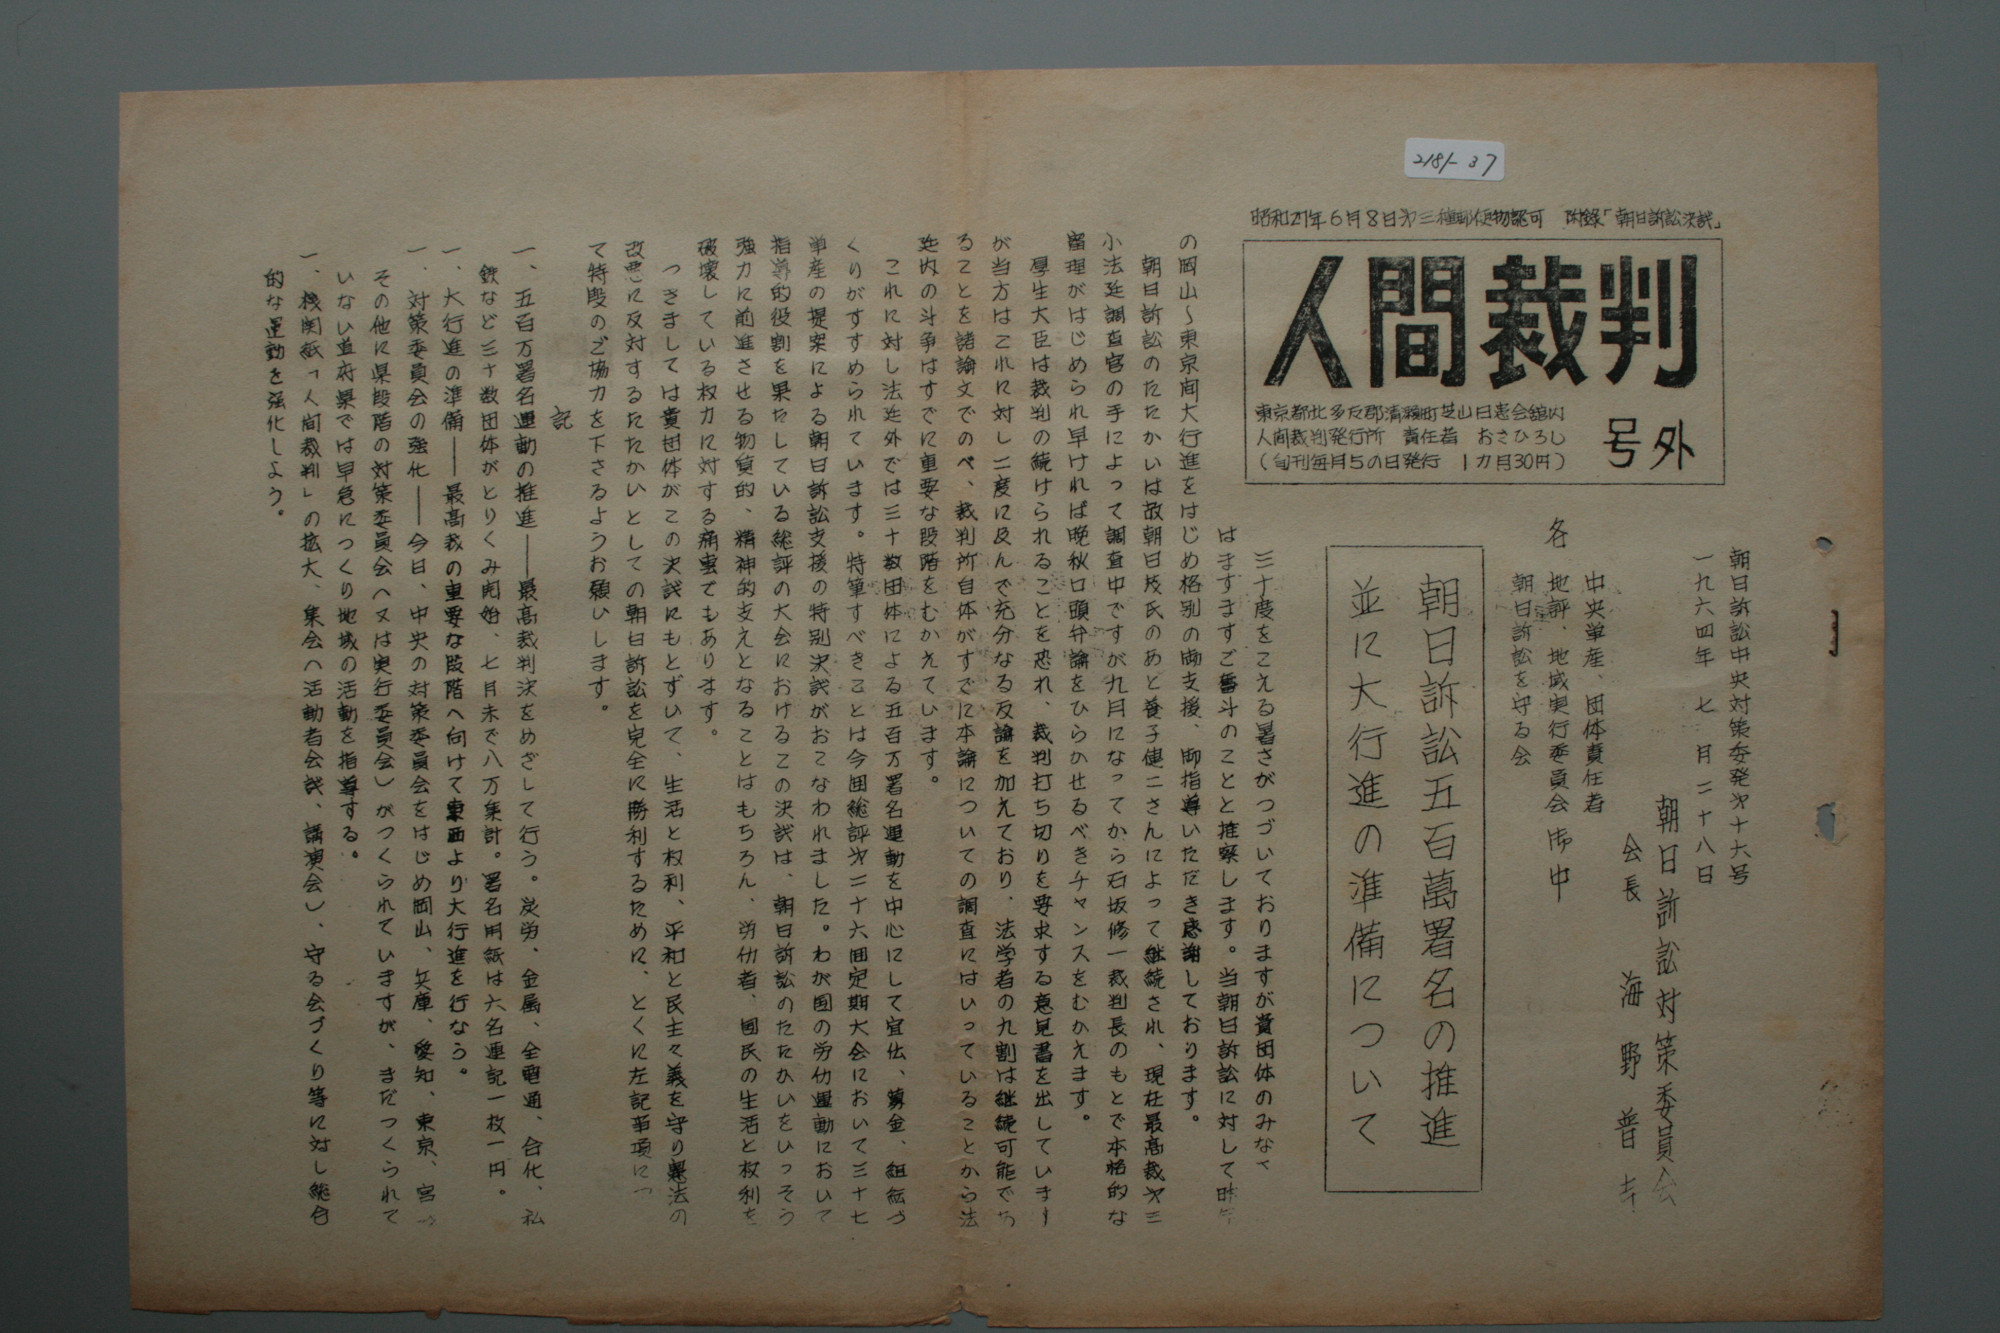 218/-37
昭和27年6月8日㐧三種郵便物認可 附録「朝日訴訟決議」
人間裁判
号外
東京都北多摩郡清瀬町芝山日患会館内
人間裁判発行所 責任者 おさひろし
(旬刊毎月5の日発行 1カ月30円)
朝日訴訟中央対策委発㐧十六号
一九六四年 七月二十八日
朝日訴訟対策委員会
会長 海野普吉
各
中央単産、団体責任者
地評、地域実行委員会 御中
朝日訴訟を守る会
朝日訴訟五百萬署名の推進
並に大行進の準備について
三十度をこえる暑さがつづいておりますが貴団体のみなさ
はますますご奮斗のことと推察します。当朝日訴訟に対して昨年
の岡山〜東京间大行進をはじめ格別の両支援、御指導いただき感謝しております。
朝日訴訟のたたかいは故朝日茂氏のあと養子健二さんによって継続され、現在最高裁㐧三
小法廷調査官の手によって調査中ですが九月になってから石坂修一裁判長のもとで本格的な
審理がはじめられ早ければ晩秋口頭弁論をひらかせるべきチャンスをむかえます。
厚生大臣は裁判の続けられることを恐れ、裁判打ち切りを要求する意見書を出しています
が当方はこれに対し二度に及んで充分なる反論を加えており、法学者の九割は継続可能であ
ることを諸論文でのべ、裁判所自体がすでに本論についての調査にはいっていることから法
廷内の斗争はすでに重要な段階をむかえています。
これに対し法廷外では三十数団体による五百万署名運動を中心にして宣伝、募金、組織づ
くりがすすめられています。特筆すべきことは今回総評㐧二十六回定期大会において三十七
単産の提案による朝日訴訟支援の特別決議がおこなわれました。わが国の労仂運動において
指導的役割を果たしている総評の大会におけるこの決議は、朝日訴訟のたたかいをいっそう
強力に前進させる物質的、精神的支えとなることはもちろん、労仂者、国民の生活と权利を
破壊している权力に対する痛棗でもあります。
つきましては貴団体がこの決議にもとずいて、生活と权利、平和と民主々義を守り憲法の
改悪に反対するたたかいとしての朝日訴訟を完全に勝利するために、とくに左記事項につ
て特段のご協力を下さるようお願いします。
記
一、五百万署名運動の推進——最高裁判決をめざして行う。炭労、金属、全電通、合化、私
鉄など三十数団体がとりくみ開始、七月末で八万集計。署名用紙は六名連記一枚一円。
一、大行進の準備——最高裁の重要な段階へ向けて東西より大行進を行なう。
一、対策委員会の強化——今日、中央の対策委員会をはじめ岡山、兵庫、愛知、東京、宮
その他に県段階の対策委員会(又は実行委員会)がつくられていますが、まだつくられて
いない道府県では早急につくり地域の活動を指導する。
一、機関紙「人间裁判」の拡大、集会(活動者会議、講演会)、守る会づくり等に対し総合
的な運動を强化しよう。